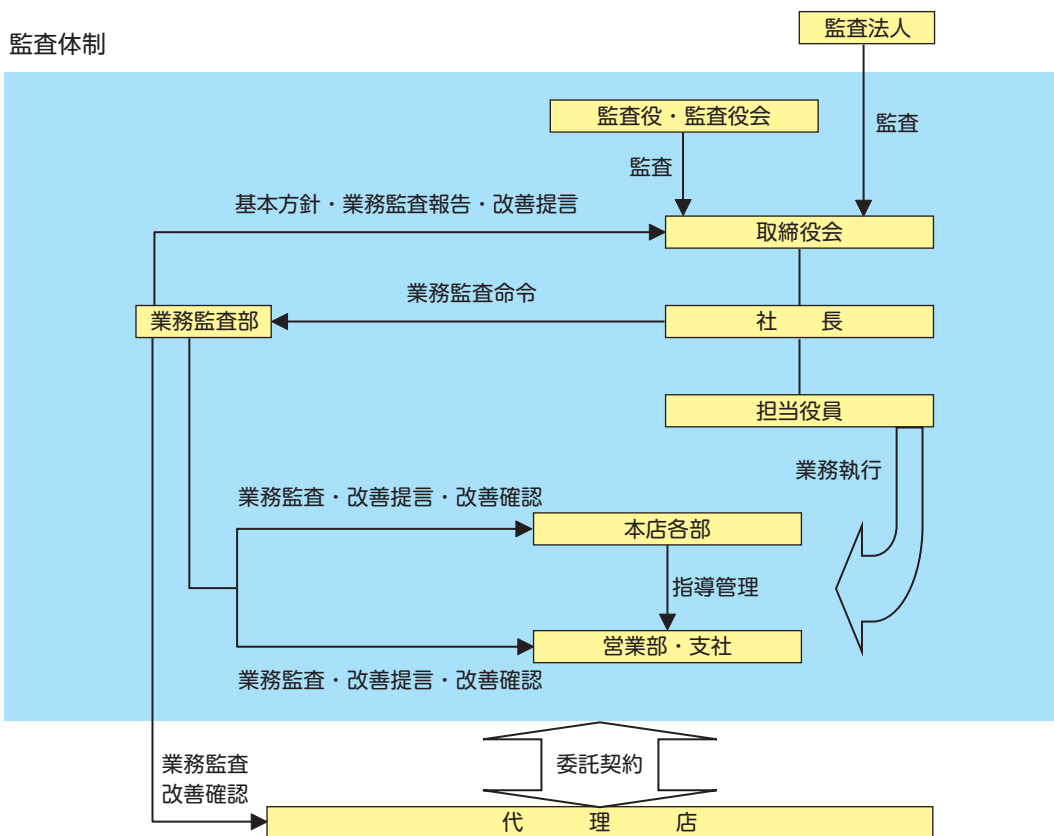 監査体制
監査法人
監査役・監査役会
監査
監査
基本方針・業務監査報告・改善提言
取締役会
業務監査命令
業務監査部
社　長
担当役員
業務執行
業務監査・改善提言・改善確認
本店各部
指導管理
営業部・支社
業務監査・改善提言・改善確認
委託契約
業務監査
改善確認
代　理　店